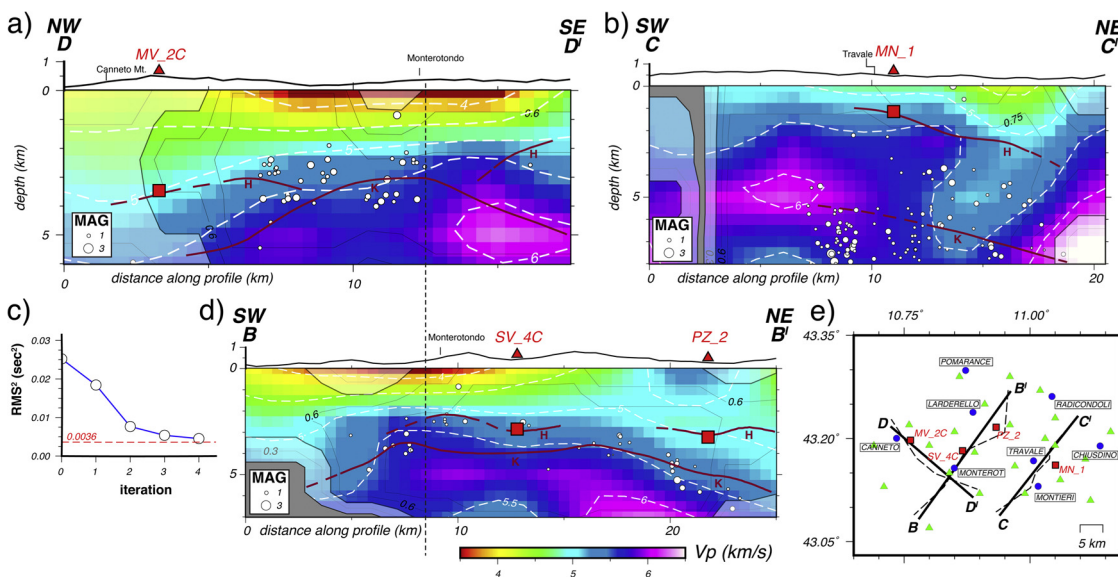 a)
NW
D
MV_2C
Canneto Mt.
Monterotondo
SE
D'
1
0
depth (km)
5
4
0.6
5
H
K
H
6
0.6
6
MAG
1
3
0
distance along profile (km)
10
b)
SW
C
Travale
MN_1
NE
C'
1
0
depth (km)
5
0.75
H
6
K
0.6
MAG
1
3
0
distance along profile (km)
10
20
c)
RMS² (sec²)
0.03
0.02
0.01
0.00
0.0036
0
1
2
3
4
iteration
d)
SW
B
Monterotondo
SV_4C
PZ_2
NE
B'
1
0
5
4
0.6
0.6
H
H
K
K
0.3
5
5.5
6
0.6
MAG
1
3
0
distance along profile (km)
10
20
4
5
6
Vp (km/s)
e)
10.75˚
11.00˚
43.35˚
43.20˚
43.05˚
POMARANCE
B'
LARDERELLO
RADICONDOLI
D
MV_2C
C'
PZ_2
CANNETO
SV_4C
TRAVALE
CHIUSDINO
MONTEROT
MN_1
D'
MONTIERI
B
C
5 km